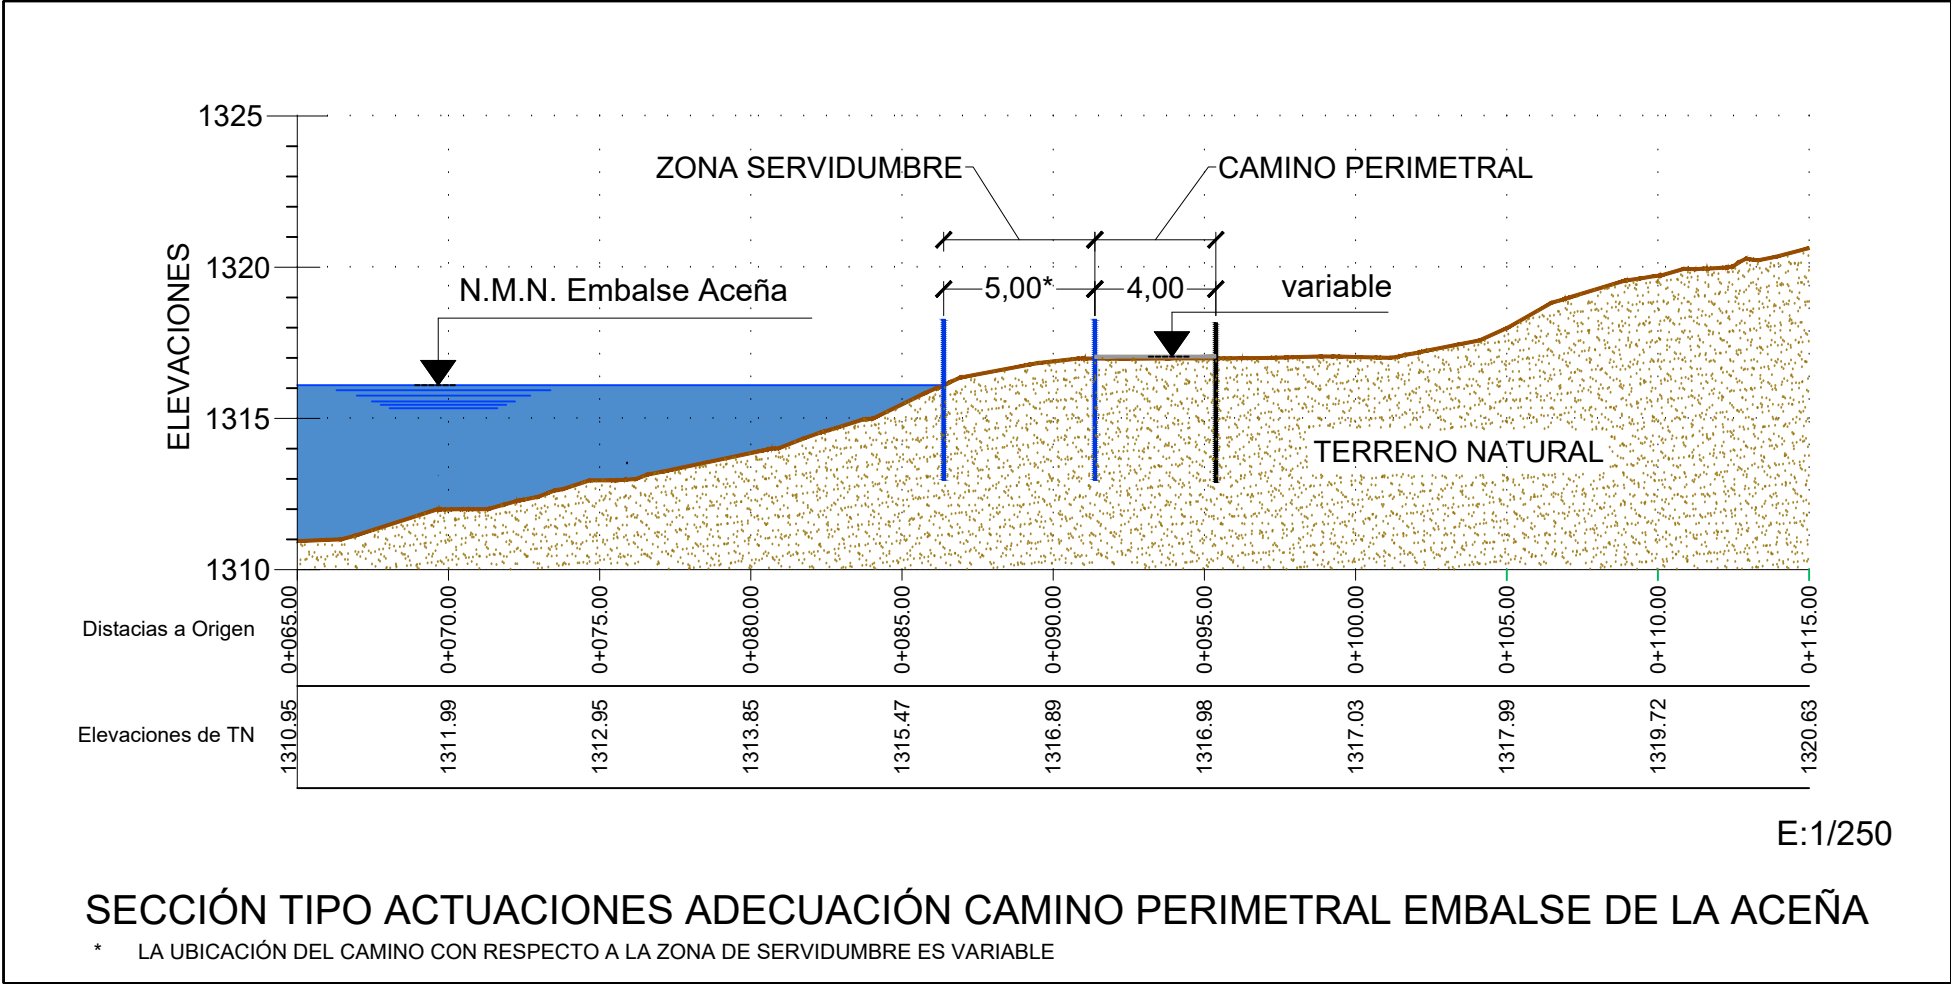 1325
ZONA SERVIDUMBRE
CAMINO PERIMETRAL
ELEVACIONES
1320
N.M.N. Embalse Aceña
5,00*
4,00
variable
1315
TERRENO NATURAL
1310
Distacias a Origen
0+065.00
0+070.00
0+075.00
0+080.00
0+085.00
0+090.00
0+095.00
0+100.00
0+105.00
0+110.00
0+115.00
Elevaciones de TN
1310.95
1311.99
1312.95
1313.85
1315.47
1316.89
1316.98
1317.03
1317.99
1319.72
1320.63
E:1/250
SECCIÓN TIPO ACTUACIONES ADECUACIÓN CAMINO PERIMETRAL EMBALSE DE LA ACEÑA
* LA UBICACIÓN DEL CAMINO CON RESPECTO A LA ZONA DE SERVIDUMBRE ES VARIABLE